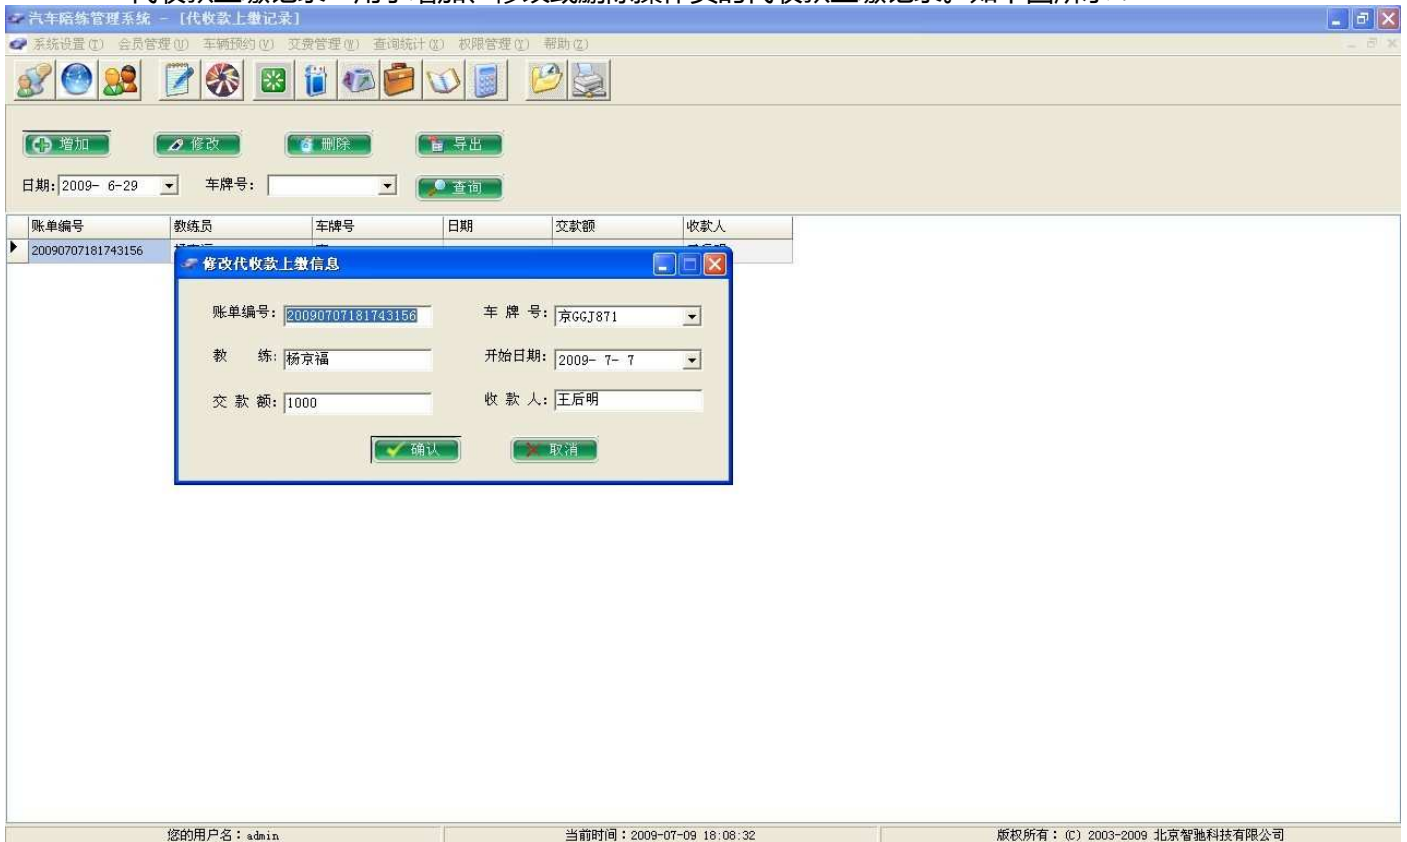 汽车陪练管理系统 - [代收款上缴记录]
系统设置(T) 会员管理(U) 车辆预约(V) 交费管理(W) 查询统计(X) 权限管理(Y) 帮助(Z)
增加 修改 删除 导出
日期: 2009- 6-29 车牌号: 查询
账单编号 教练员 车牌号 日期 交款额 收款人
20090707181743156
修改代收款上缴信息
账单编号: 20090707181743156 车 牌 号: 京GGJ871
教 练: 杨京福 开始日期: 2009- 7- 7
交 款 额: 1000 收 款 人: 王后明
确认 取消
您的用户名：admin 当前时间：2009-07-09 18:08:32 版权所有： (C) 2003-2009 北京智驰科技有限公司